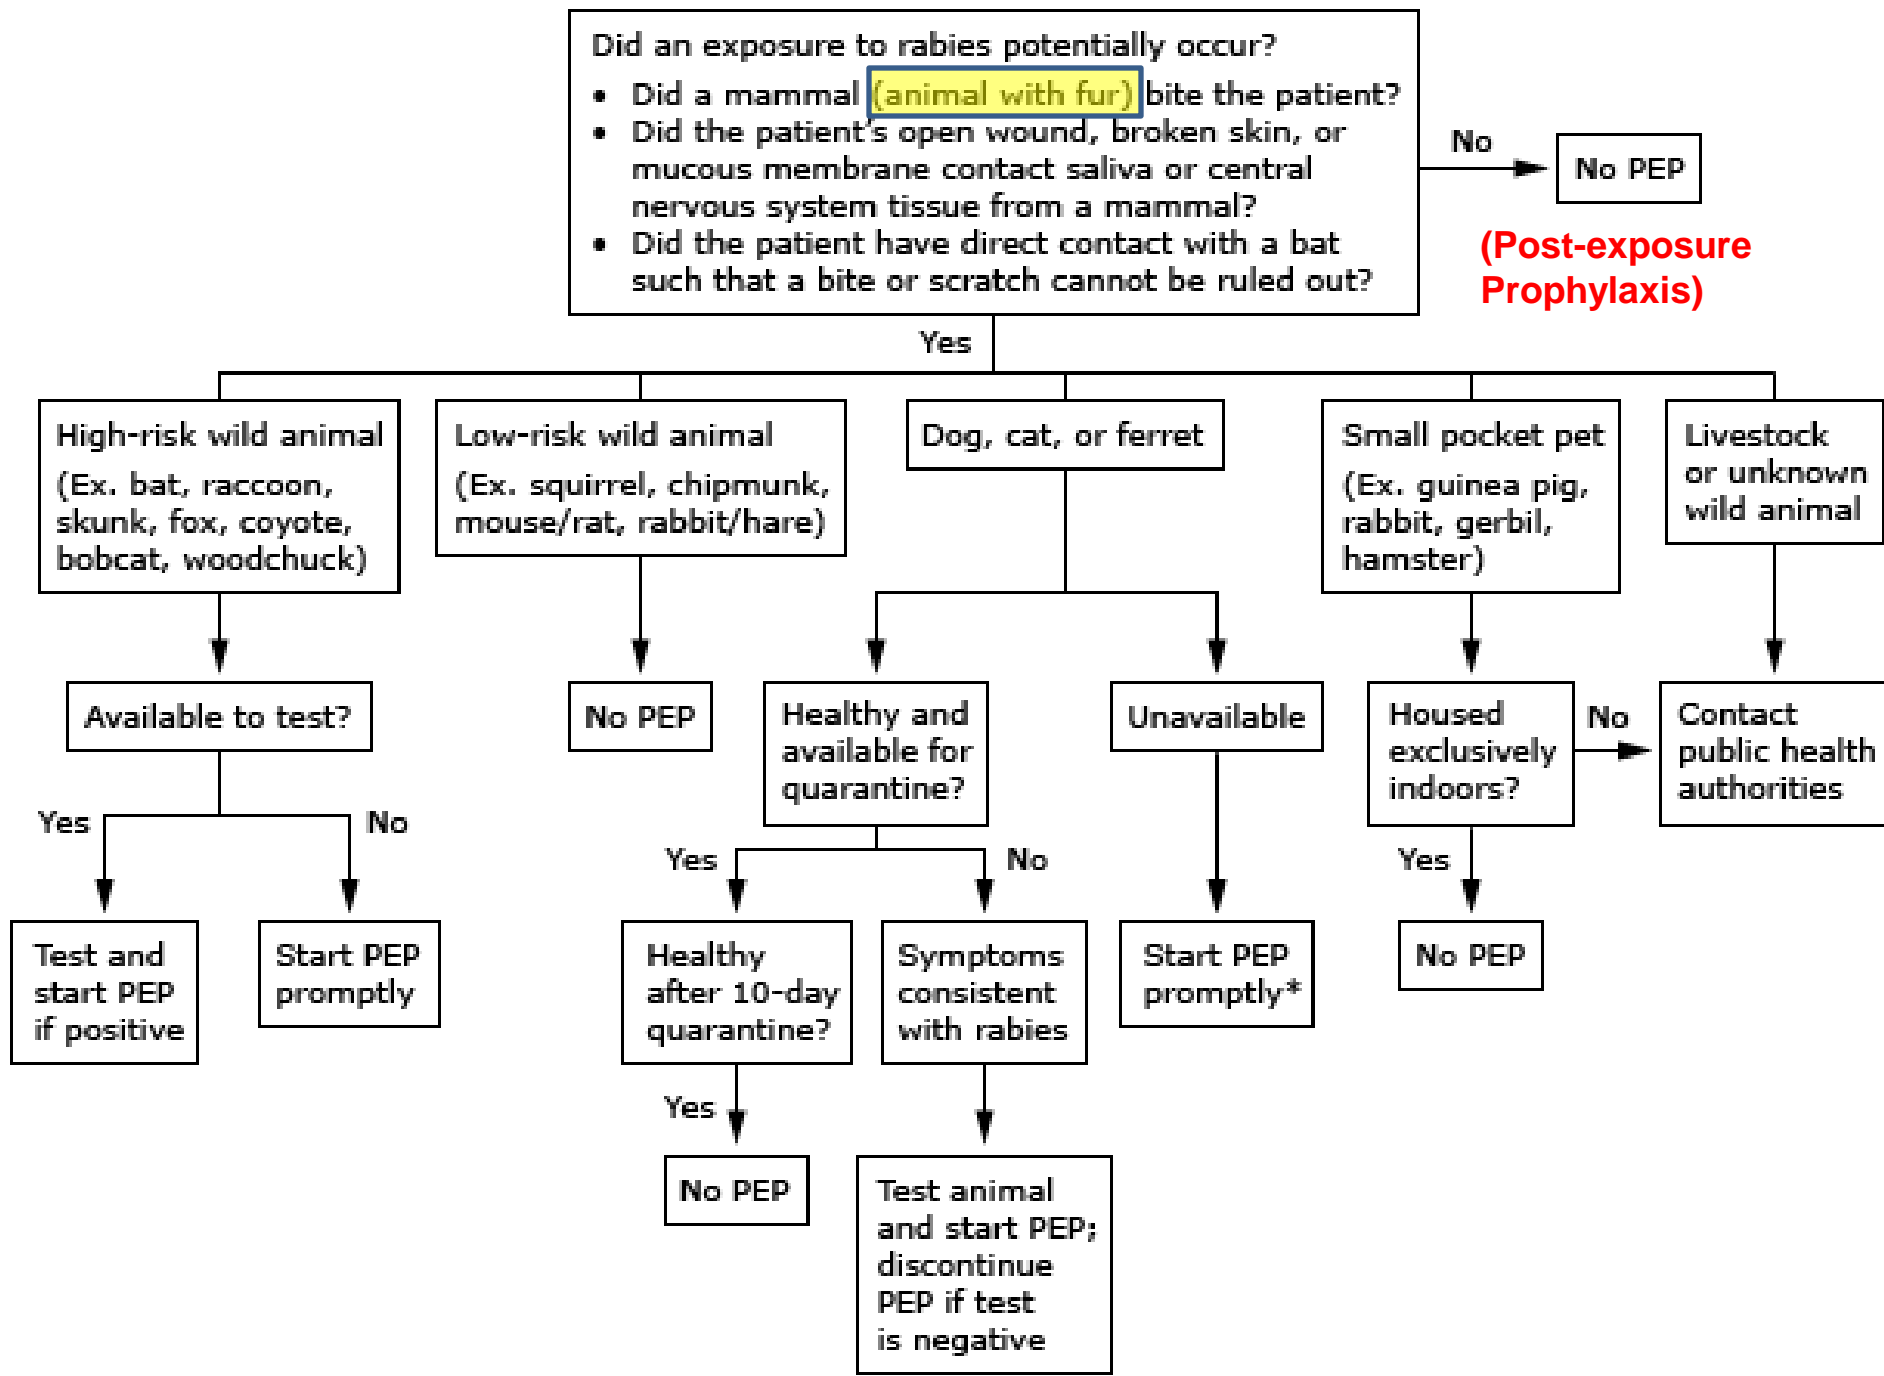 Did an exposure to rabies potentially occur?
• Did a mammal (animal with fur) bite the patient?
• Did the patient's open wound, broken skin, or
mucous membrane contact saliva or central
nervous system tissue from a mammal?
• Did the patient have direct contact with a bat
such that a bite or scratch cannot be ruled out?
No
No PEP
(Post-exposure
Prophylaxis)
Yes
High-risk wild animal
(Ex. bat, raccoon,
skunk, fox, coyote,
bobcat, woodchuck)
Low-risk wild animal
(Ex. squirrel, chipmunk,
mouse/rat, rabbit/hare)
Dog, cat, or ferret
Small pocket pet
(Ex. guinea pig,
rabbit, gerbil,
hamster)
Livestock
or unknown
wild animal
Available to test?
No PEP
Healthy and
available for
quarantine?
Unavailable
Housed
exclusively
indoors?
No
Contact
public health
authorities
Yes
No
Yes
No
Yes
Test and
start PEP
if positive
Start PEP
promptly
Healthy
after 10-day
quarantine?
Symptoms
consistent
with rabies
Start PEP
promptly*
No PEP
Yes
No PEP
Test animal
and start PEP;
discontinue
PEP if test
is negative